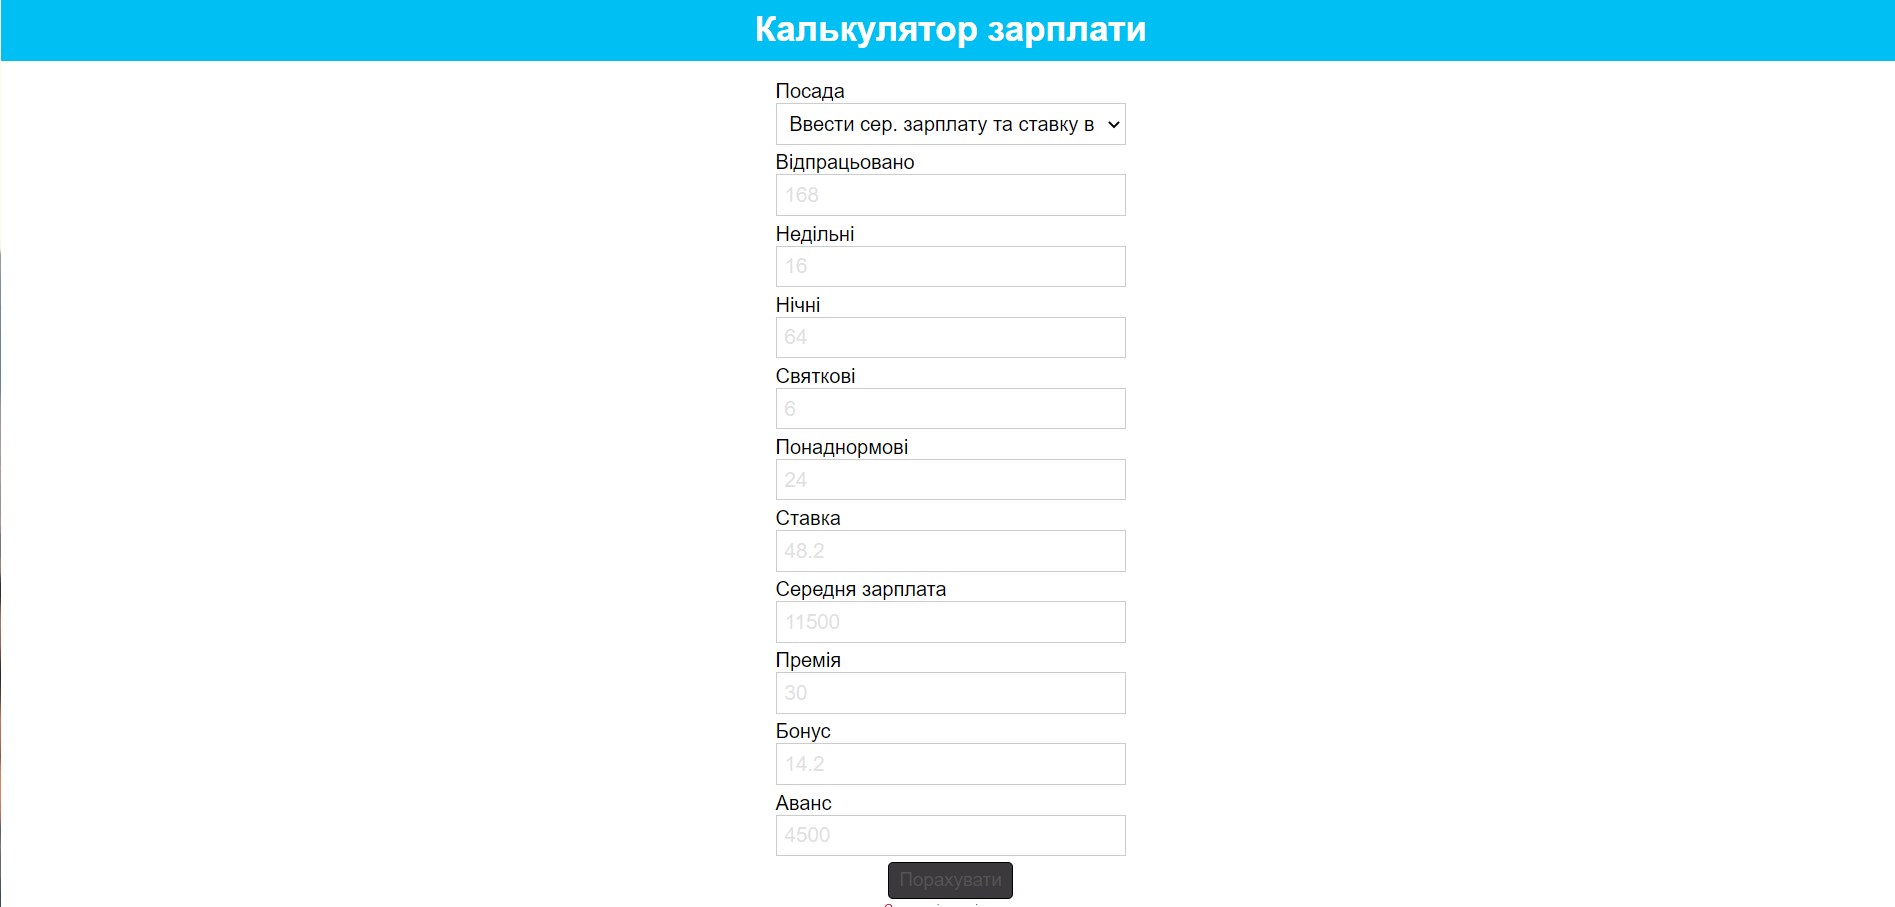 Калькулятор зарплати
Посада
Ввести сер. зарплату та ставку в
Відпрацьовано
168
Недільні
16
Нічні
64
Святкові
6
Понаднормові
24
Ставка
48.2
Середня зарплата
11500
Премія
30
Бонус
14.2
Аванс
4500
Порахувати